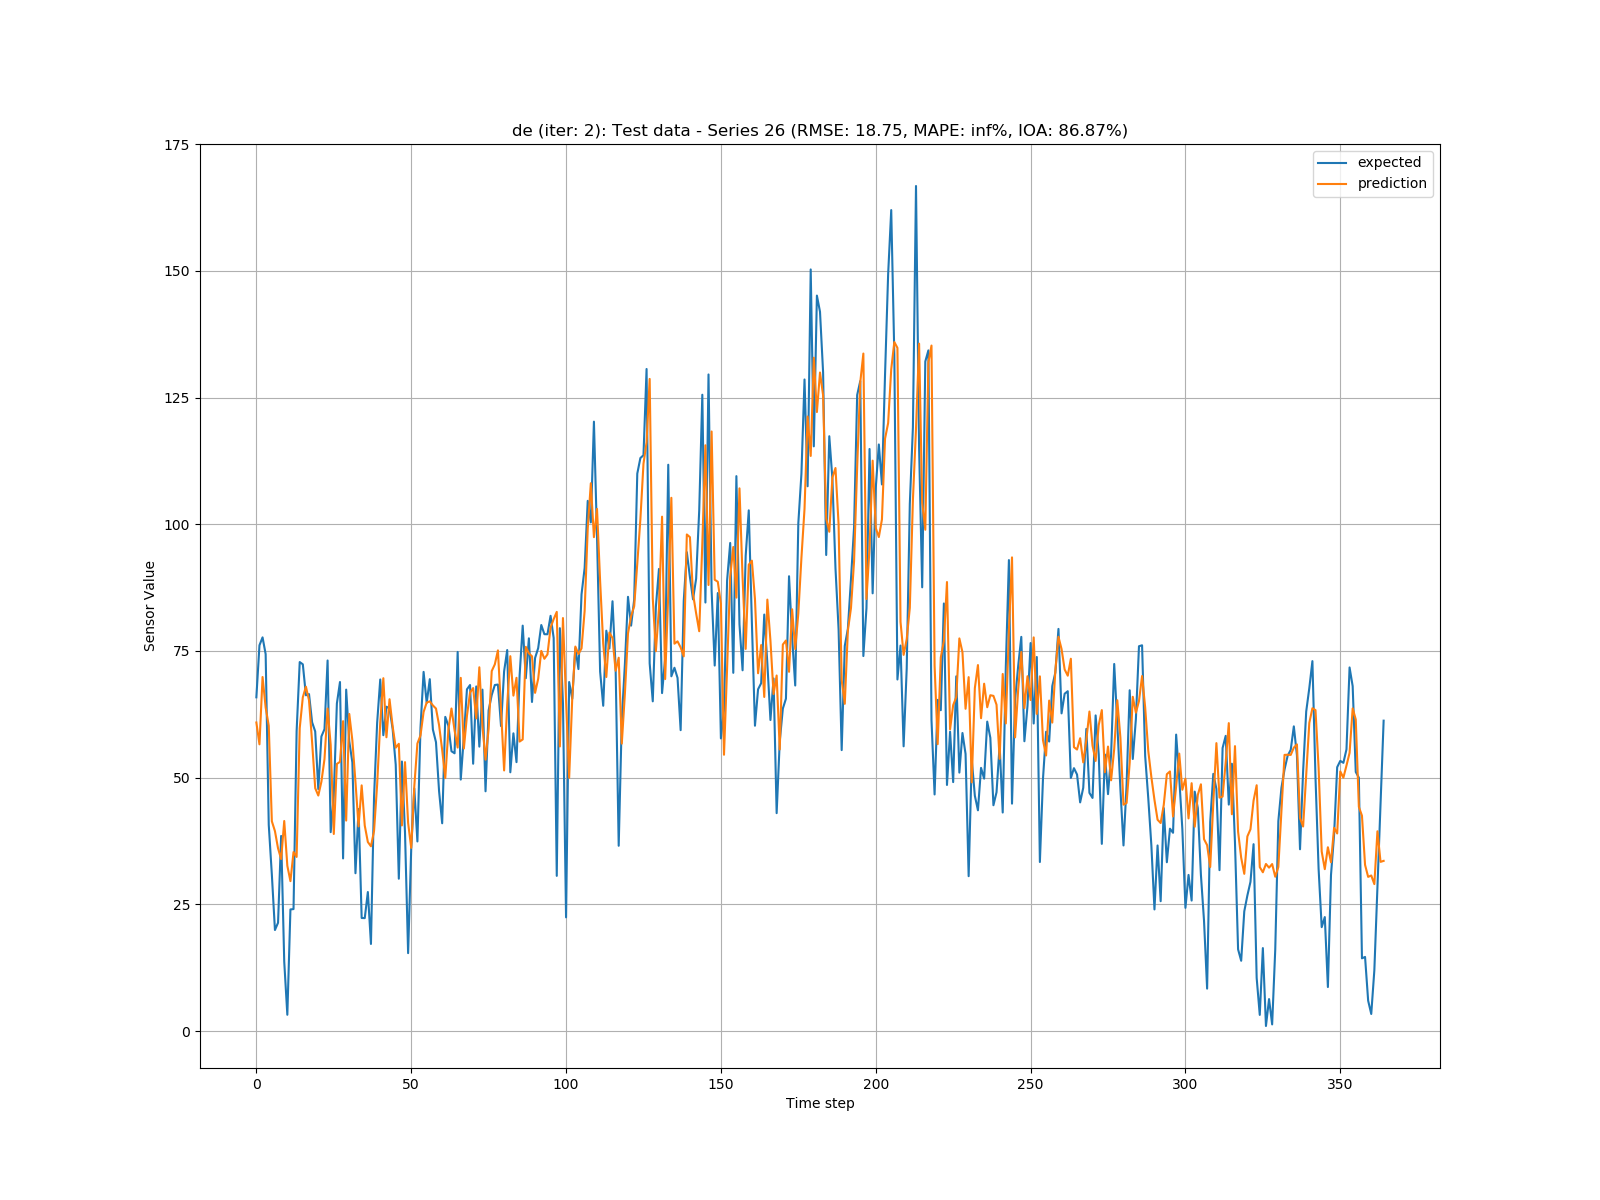 de (iter: 2): Test data - Series 26 (RMSE: 18.75, MAPE: inf%, IOA: 86.87%)
expected
prediction
175
150
125
100
75
50
25
0
Sensor Value
0 50 100 150 200 250 300 350
Time step